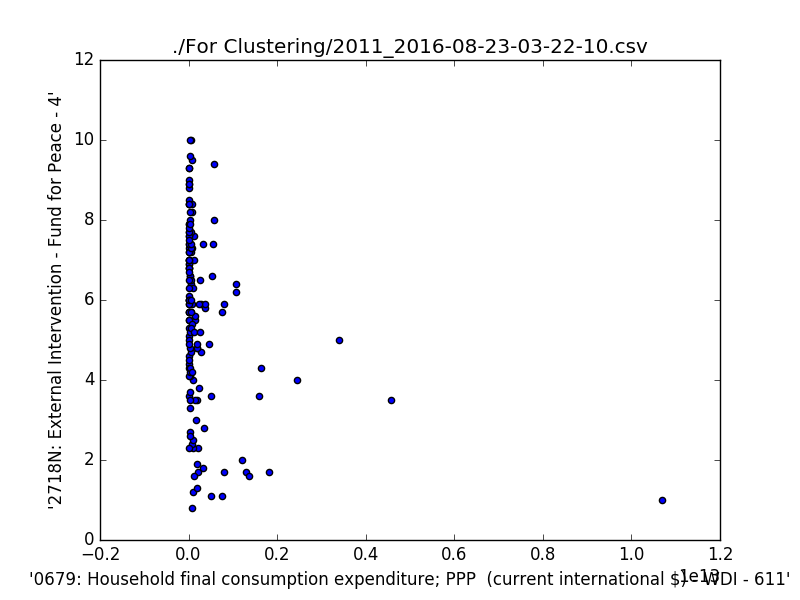 ./For Clustering/2011_2016-08-23-03-22-10.csv
12
10
8
6
4
2
0
'2718N: External Intervention - Fund for Peace - 4'
−0.2 0.0 0.2 0.4 0.6 0.8 1.0 1.2
1e13
'0679: Household final consumption expenditure; PPP (current international $) - WDI - 611'